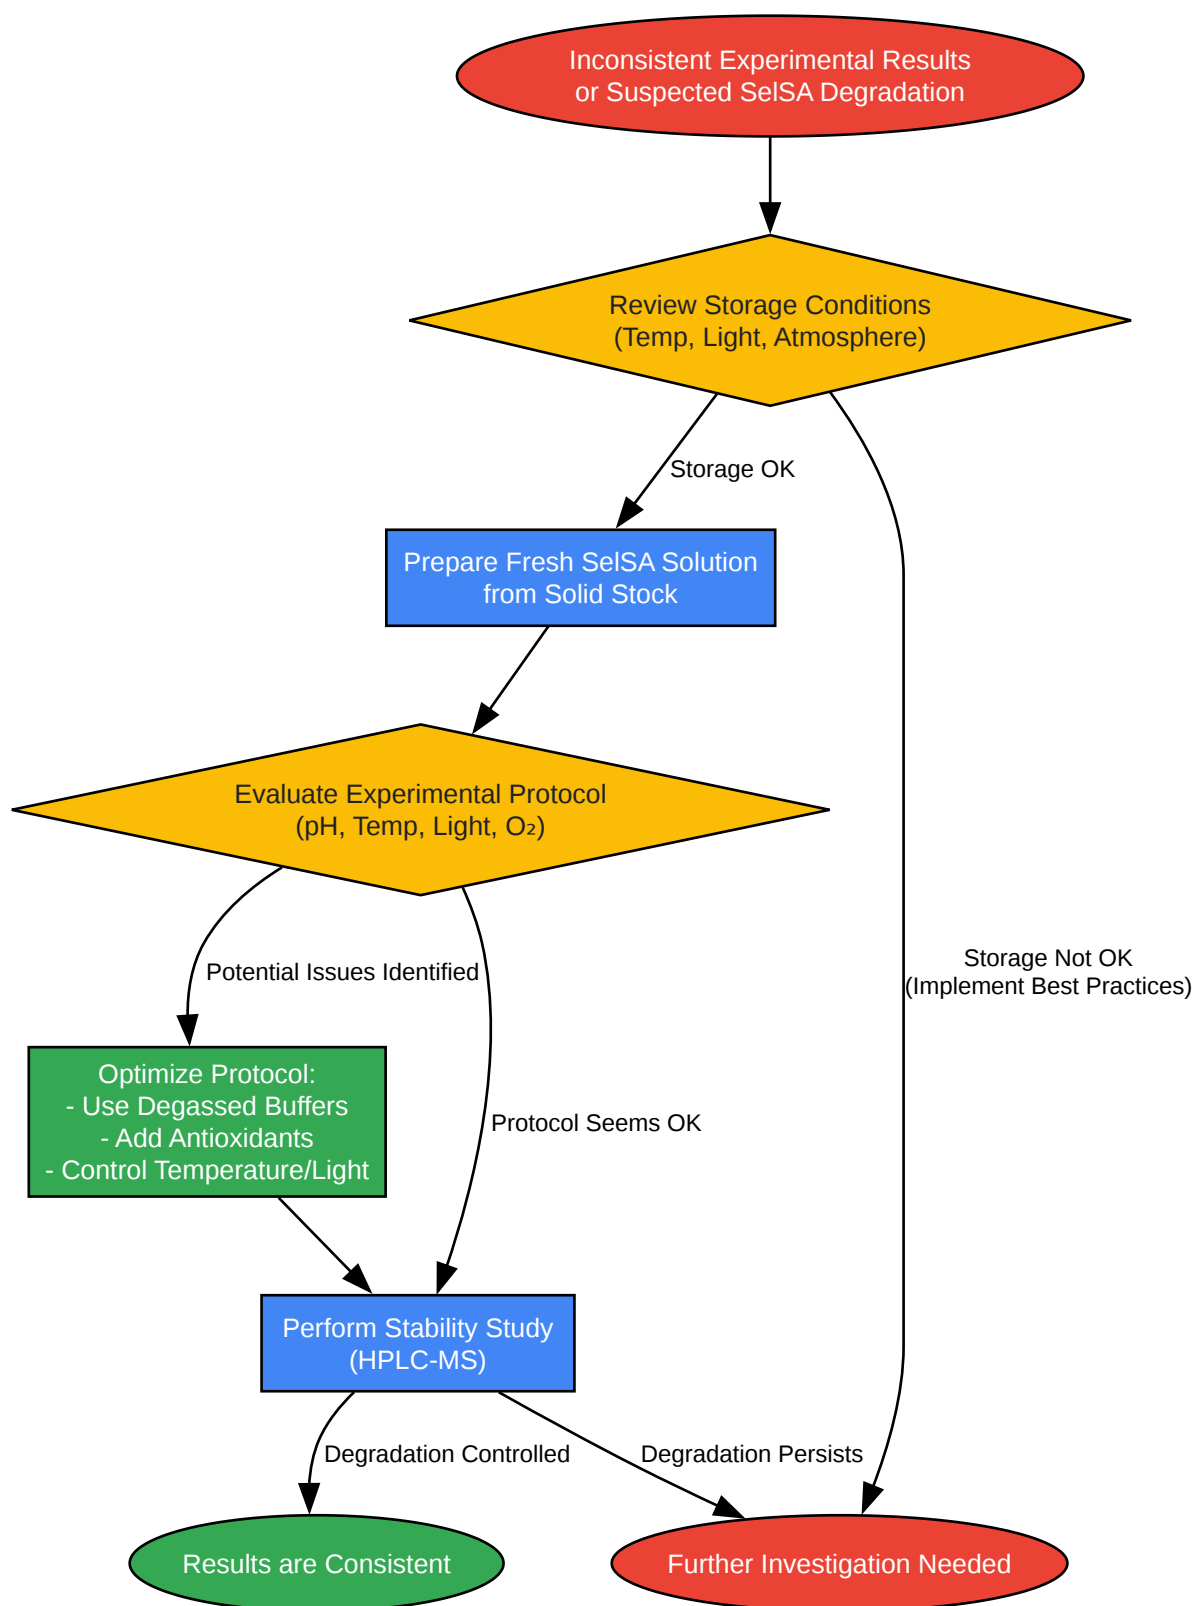 Inconsistent Experimental Results
or Suspected SelSA Degradation
Review Storage Conditions
(Temp, Light, Atmosphere)
Storage OK
Prepare Fresh SelSA Solution
from Solid Stock
Evaluate Experimental Protocol
(pH, Temp, Light, O₂)
Potential Issues Identified
Storage Not OK
(Implement Best Practices)
Optimize Protocol:
- Use Degassed Buffers
- Add Antioxidants
- Control Temperature/Light
Protocol Seems OK
Perform Stability Study
(HPLC-MS)
Degradation Controlled
Degradation Persists
Results are Consistent
Further Investigation Needed